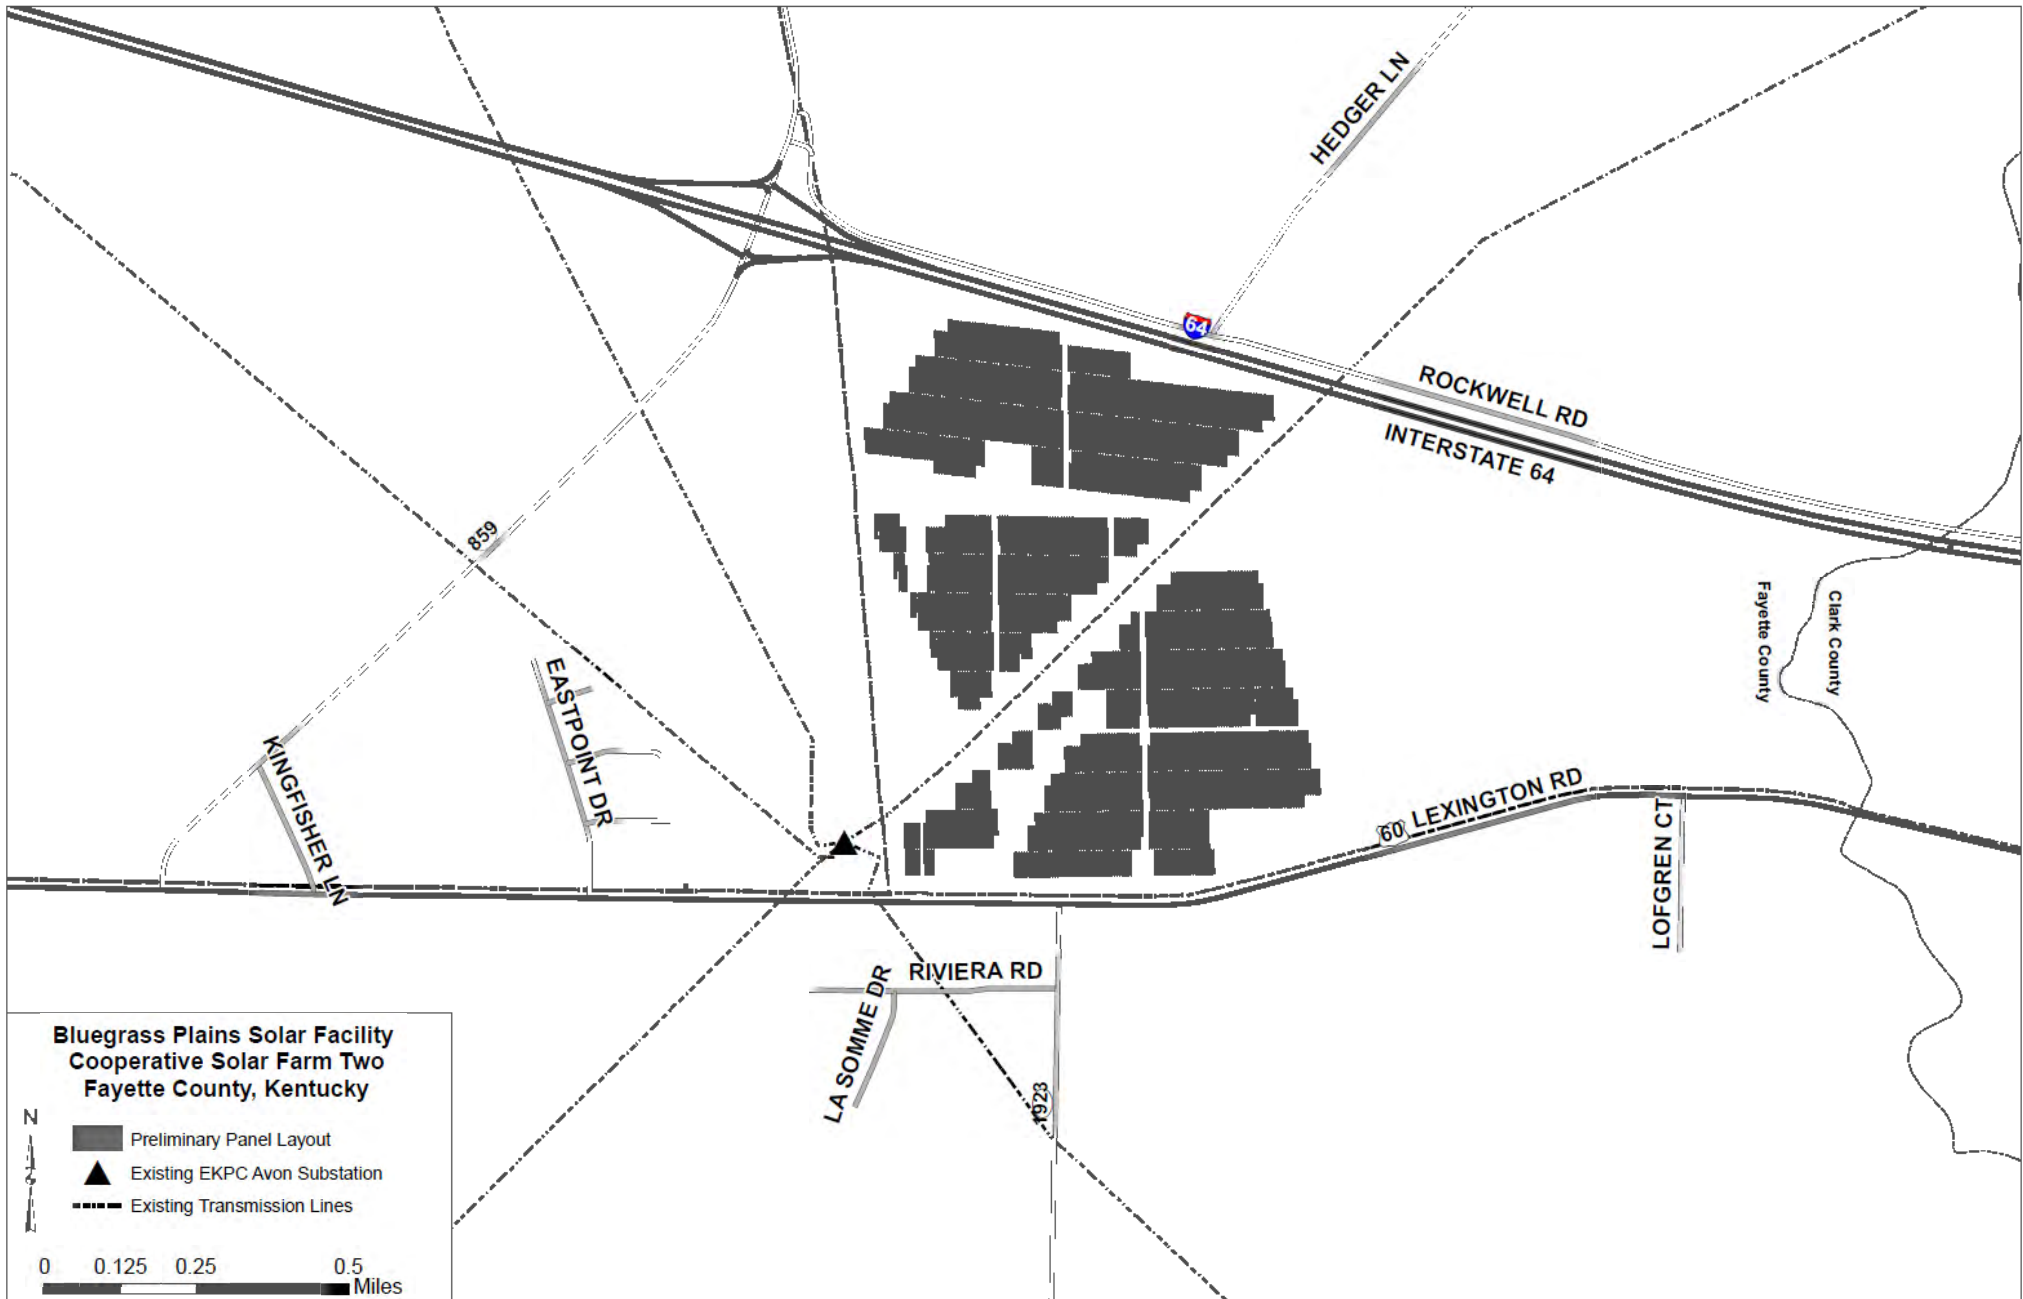 HEDGER LN
64
ROCKWELL RD
INTERSTATE 64
859
Fayette County
Clark County
EASTPOINT DR
KINGFISHER LN
60
LEXINGTON RD
LOFGREN CT
RIVIERA RD
LA SOMME DR
1923
Bluegrass Plains Solar Facility
Cooperative Solar Farm Two
Fayette County, Kentucky
N
Preliminary Panel Layout
Existing EKPC Avon Substation
Existing Transmission Lines
0 0.125 0.25 0.5
Miles